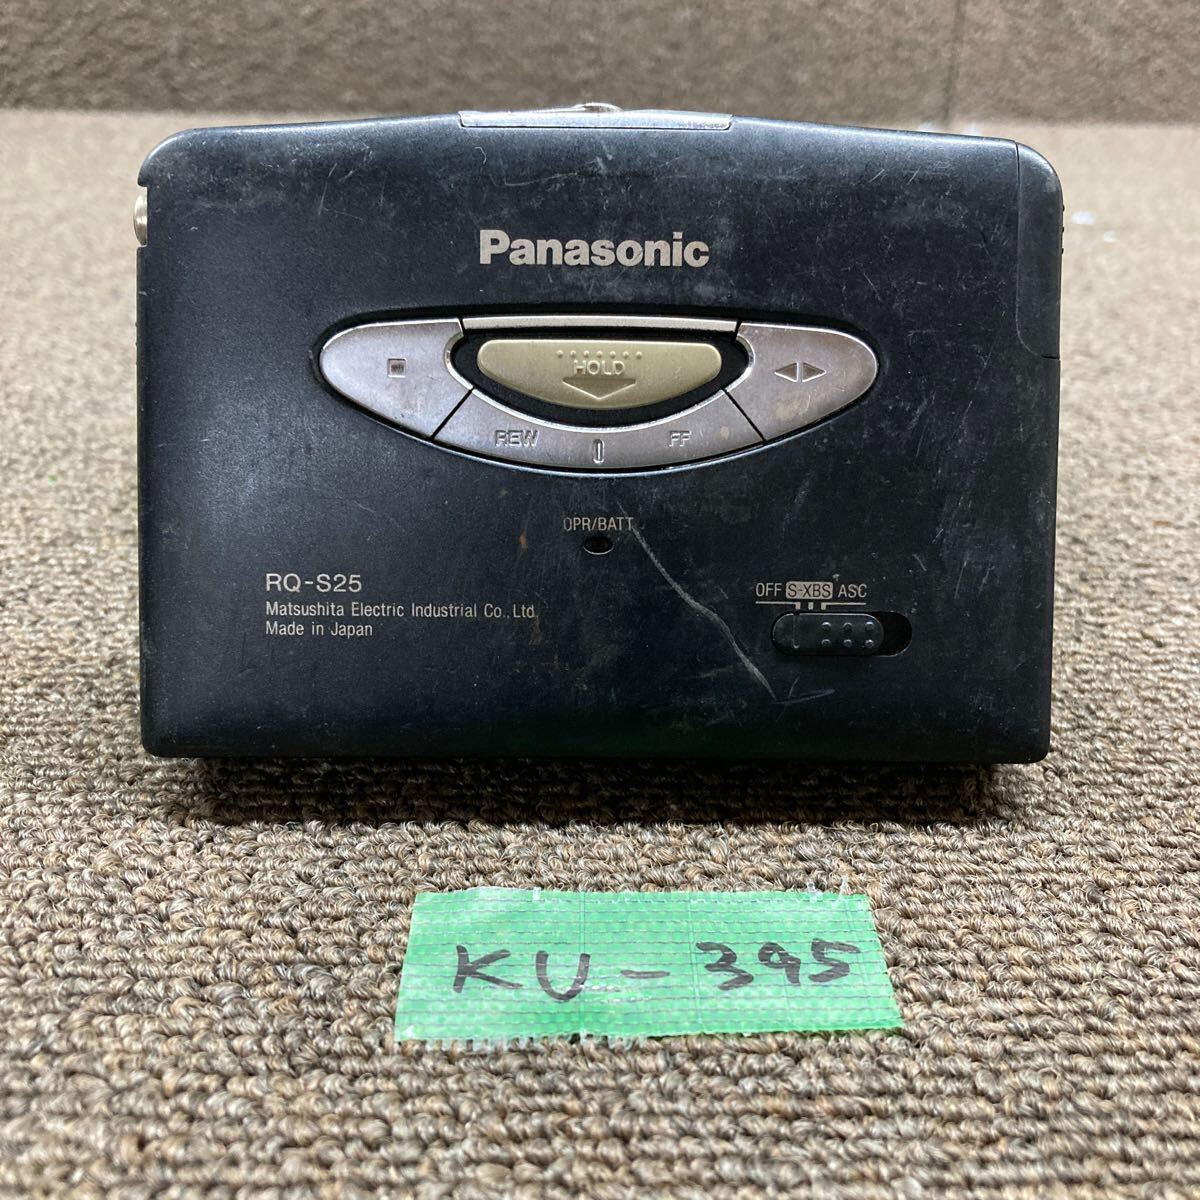 Panasonic
HOLD
REW FF
OPR/BATT
RQ-S25
OFF S-XBS ASC
Matsushita Electric Industrial Co., Ltd.
Made in Japan
KU-395